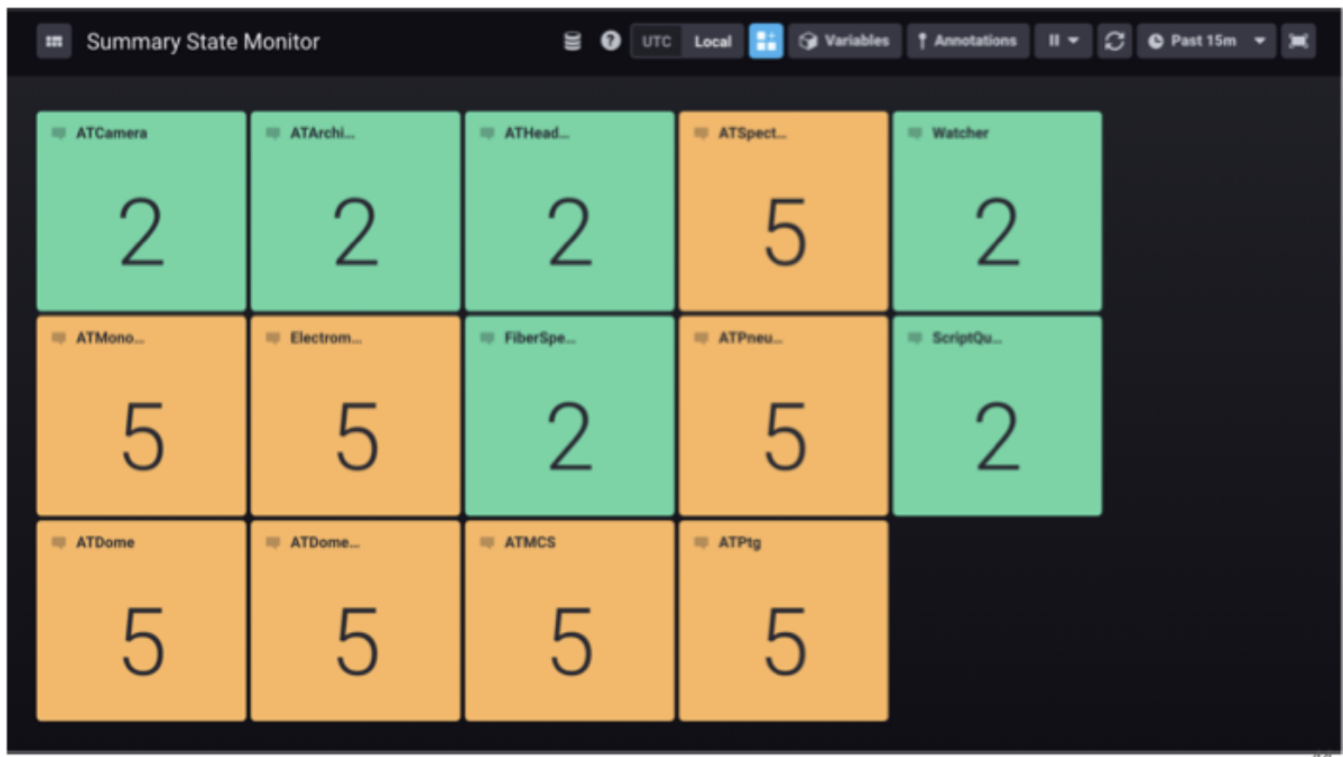 Summary State Monitor ? UTC Local Variables Annotations Past 15m
ATCamera ATArchi... ATHead... ATSpect... Watcher
2 2 2 5 2
ATMono... Electrom... FiberSpe... ATPneu... ScriptQu...
5 5 2 5 2
ATDome ATDome... ATMCS ATPtg
5 5 5 5